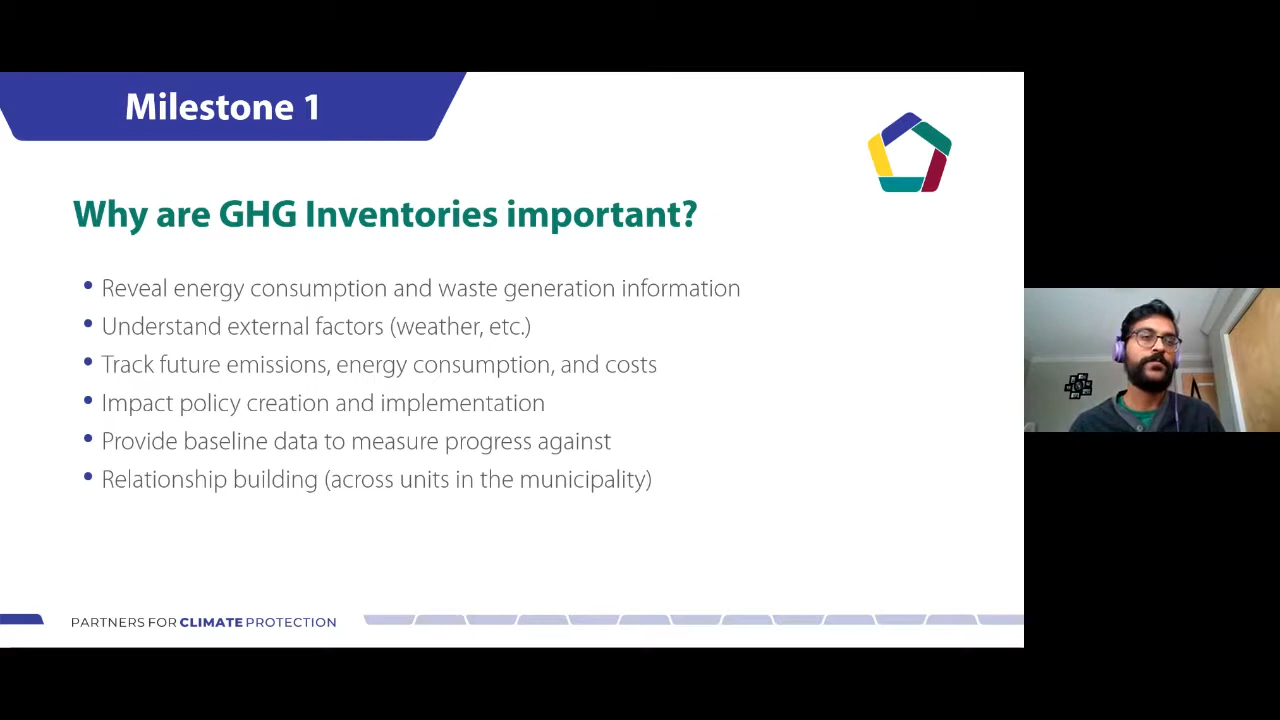 Milestone 1
Why are GHG Inventories important?
• Reveal energy consumption and waste generation information
• Understand external factors (weather, etc.)
• Track future emissions, energy consumption, and costs
• Impact policy creation and implementation
• Provide baseline data to measure progress against
• Relationship building (across units in the municipality)
PARTNERS FOR CLIMATE PROTECTION